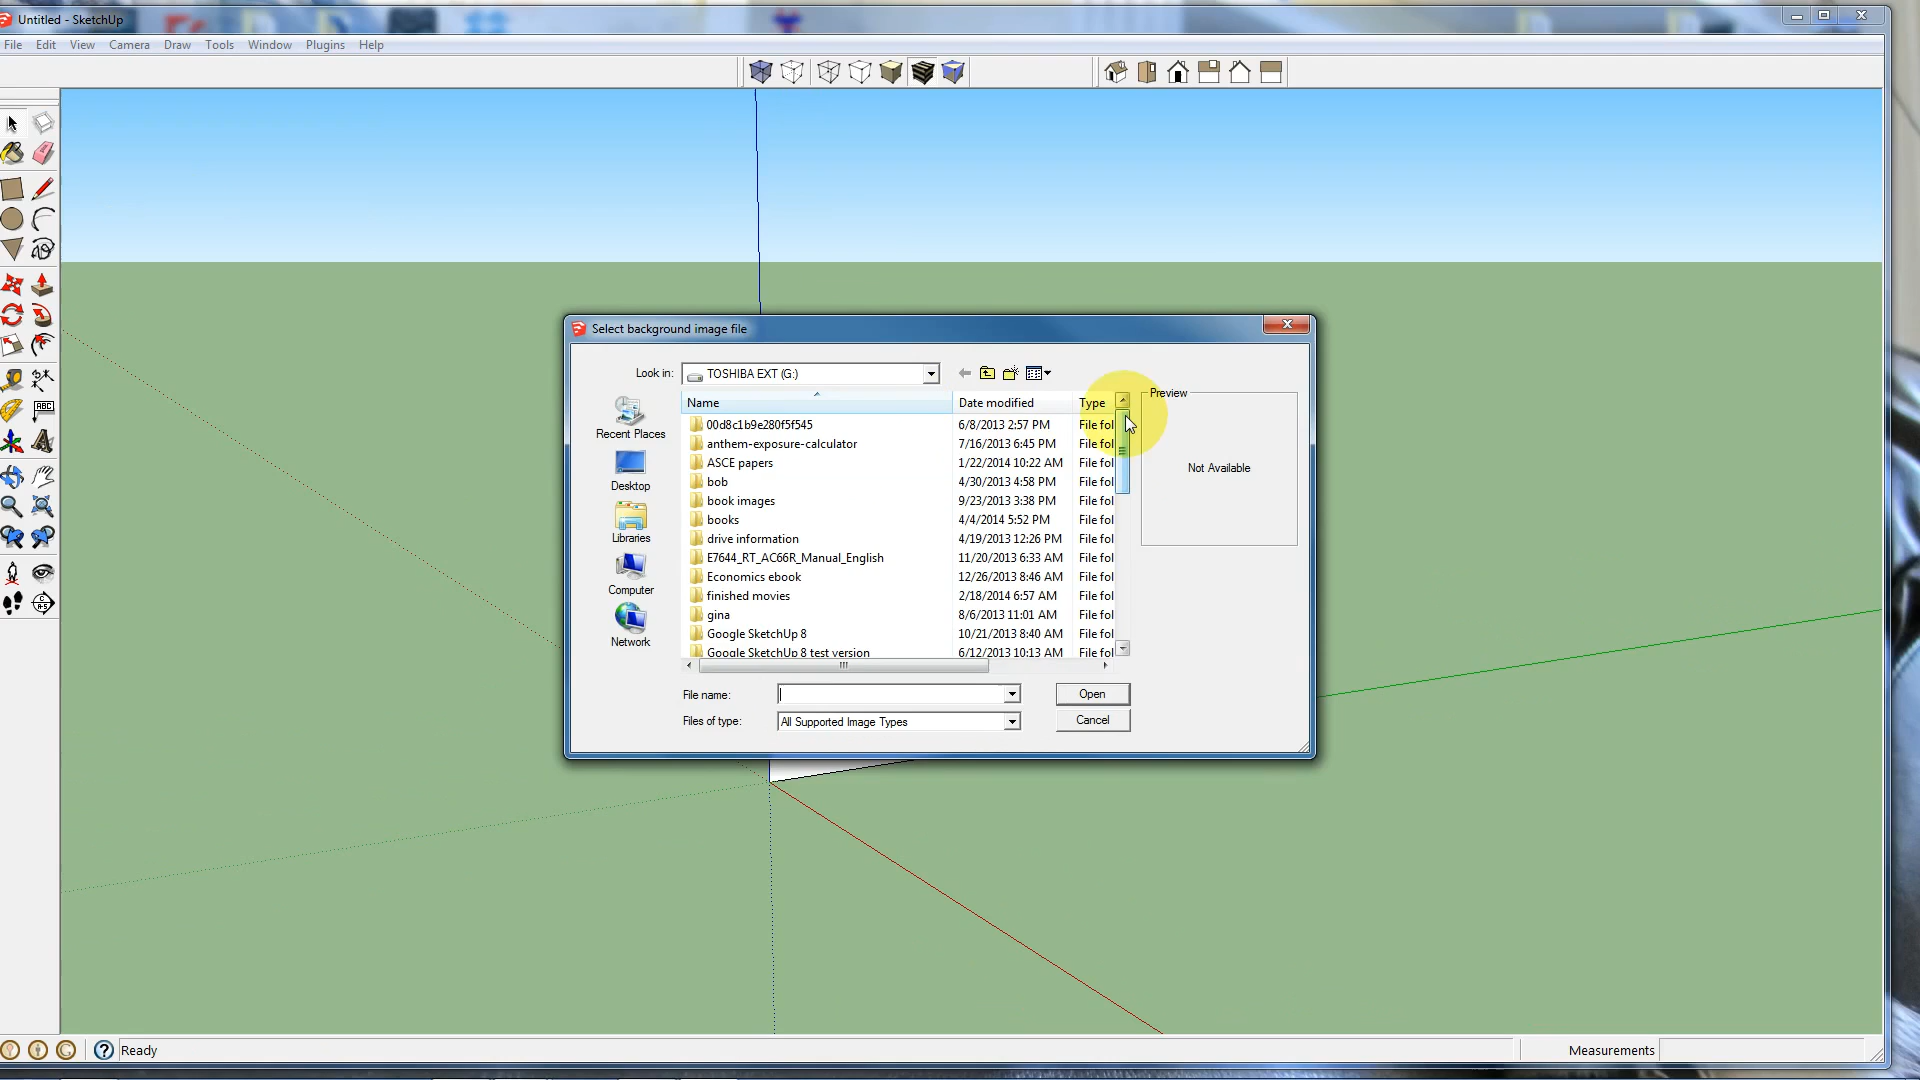 Untitled - SketchUp
File Edit View Camera Draw Tools Window Plugins Help
ABC
Select background image file
Look in: TOSHIBA EXT (G:)
Preview
Name Date modified Type
Not Available
Recent Places
Desktop
Libraries
Computer
Network
00d8c1b9e280f5f545 6/8/2013 2:57 PM File fol
anthem-exposure-calculator 7/16/2013 6:45 PM File fol
ASCE papers 1/22/2014 10:22 AM File fol
bob 4/30/2013 4:58 PM File fol
book images 9/23/2013 3:38 PM File fol
books 4/4/2014 5:52 PM File fol
drive information 4/19/2013 12:26 PM File fol
E7644_RT_AC66R_Manual_English 11/20/2013 6:33 AM File fol
Economics ebook 12/26/2013 8:46 AM File fol
finished movies 2/18/2014 6:57 AM File fol
gina 8/6/2013 11:01 AM File fol
Google SketchUp 8 10/21/2013 8:40 AM File fol
Google SketchUp 8 test version 6/12/2013 10:13 AM File fol
File name: Open
Files of type: All Supported Image Types Cancel
Ready Measurements